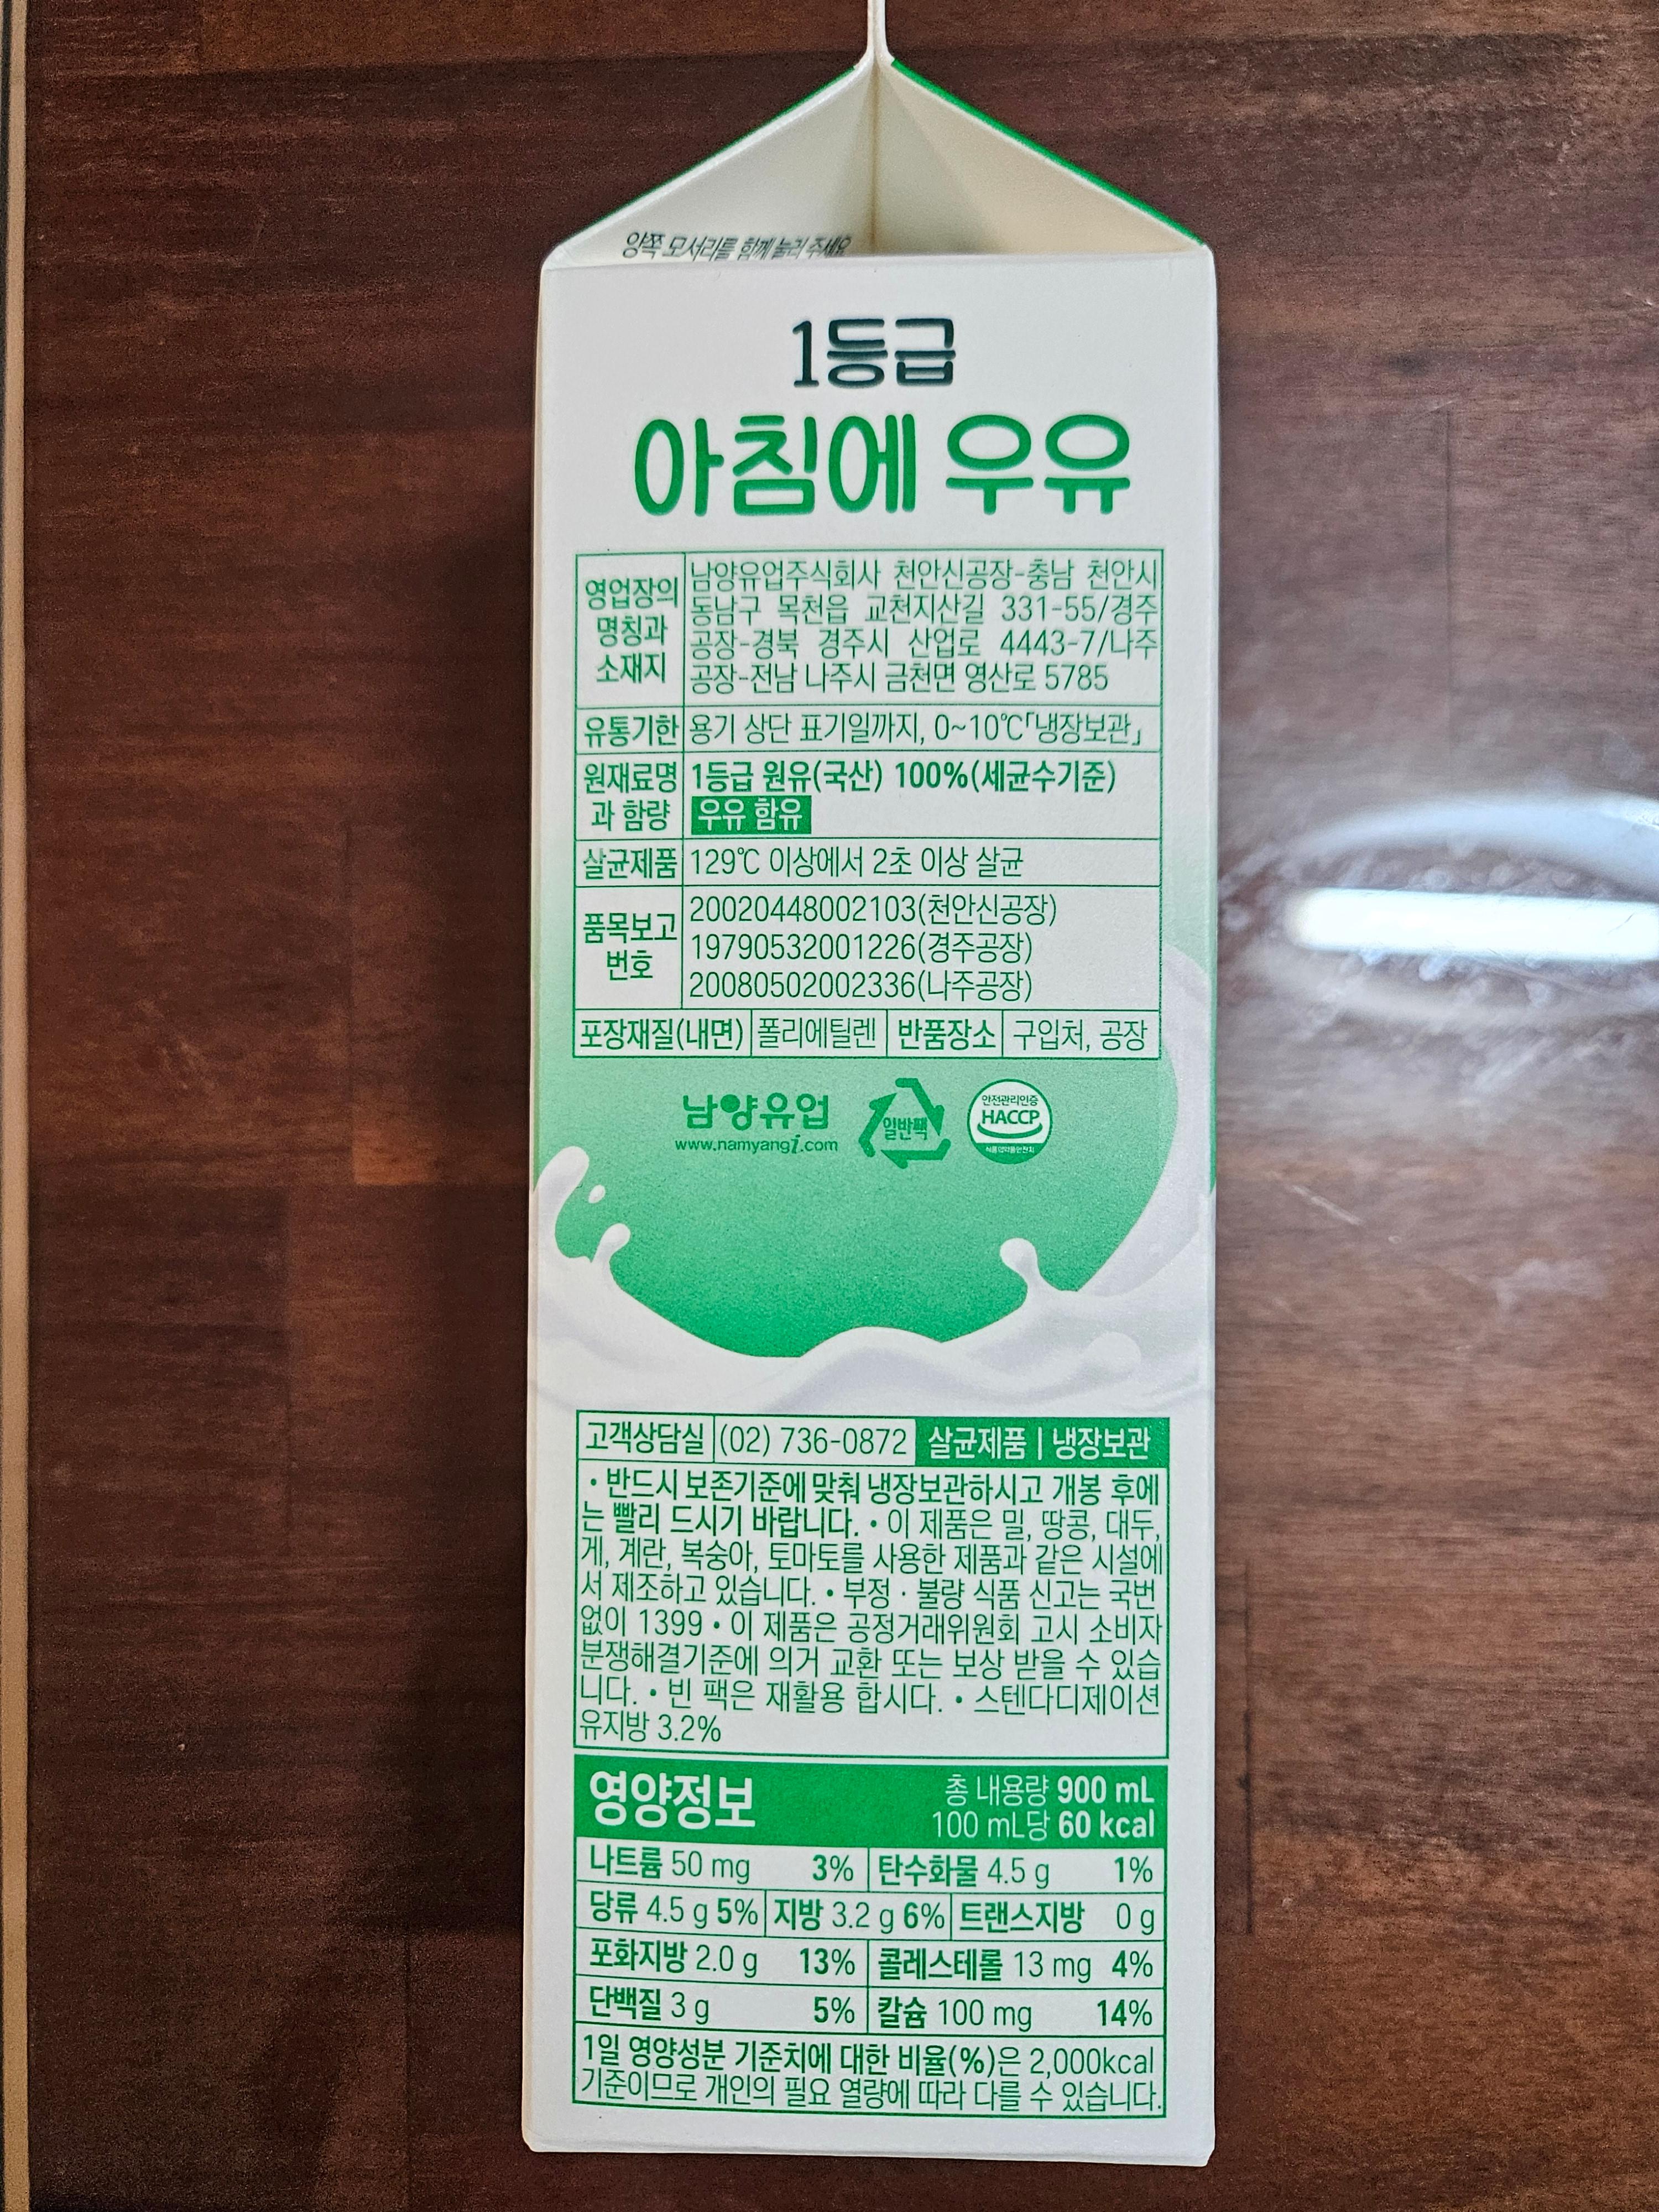 양쪽 모서리를 함께 눌러 주세요
1등급
아침에 우유
영업장의
명칭과
소재지
남양유업주식회사 천안신공장-충남 천안시
동남구 목천읍 교천지산길 331-55/경주
공장-경북 경주시 산업로 4443-7/나주
공장-전남 나주시 금천면 영산로 5785
유통기한 용기 상단 표기일까지, 0~10℃「냉장보관」
원재료명
과 함량
1등급 원유(국산) 100%(세균수기준)
우유 함유
살균제품 129℃ 이상에서 2초 이상 살균
품목보고
번호
20020448002103(천안신공장)
19790532001226(경주공장)
20080502002336(나주공장)
포장재질(내면) 폴리에틸렌 반품장소 구입처, 공장
남양유업
www.namyangi.com
일반팩
안전관리인증
HACCP
식품의약품안전처
고객상담실 (02) 736-0872 살균제품 | 냉장보관
• 반드시 보존기준에 맞춰 냉장보관하시고 개봉 후에
는 빨리 드시기 바랍니다. • 이 제품은 밀, 땅콩, 대두,
게, 계란, 복숭아, 토마토를 사용한 제품과 같은 시설에
서 제조하고 있습니다. • 부정 · 불량 식품 신고는 국번
없이 1399 • 이 제품은 공정거래위원회 고시 소비자
분쟁해결기준에 의거 교환 또는 보상 받을 수 있습
니다. • 빈 팩은 재활용 합시다. • 스텐다디제이션
유지방 3.2%
영양정보
총 내용량 900 mL
100 mL당 60 kcal
나트륨 50 mg 3% 탄수화물 4.5 g 1%
당류 4.5 g 5% 지방 3.2 g 6% 트랜스지방 0 g
포화지방 2.0 g 13% 콜레스테롤 13 mg 4%
단백질 3 g 5% 칼슘 100 mg 14%
1일 영양성분 기준치에 대한 비율(%)은 2,000kcal
기준이므로 개인의 필요 열량에 따라 다를 수 있습니다.